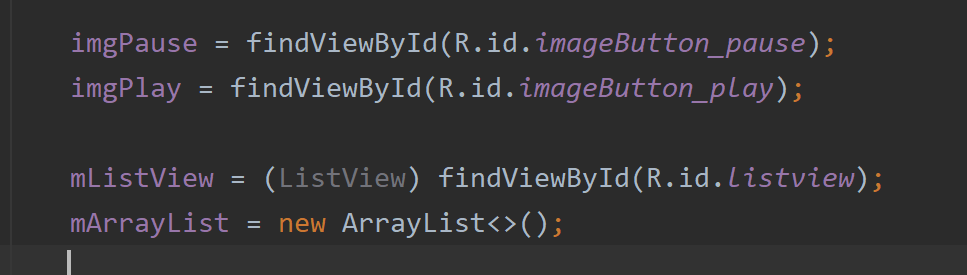 imgPause = findViewById(R.id.imageButton_pause);
imgPlay = findViewById(R.id.imageButton_play);
mListView = (ListView) findViewById(R.id.listview);
mArrayList = new ArrayList<>();